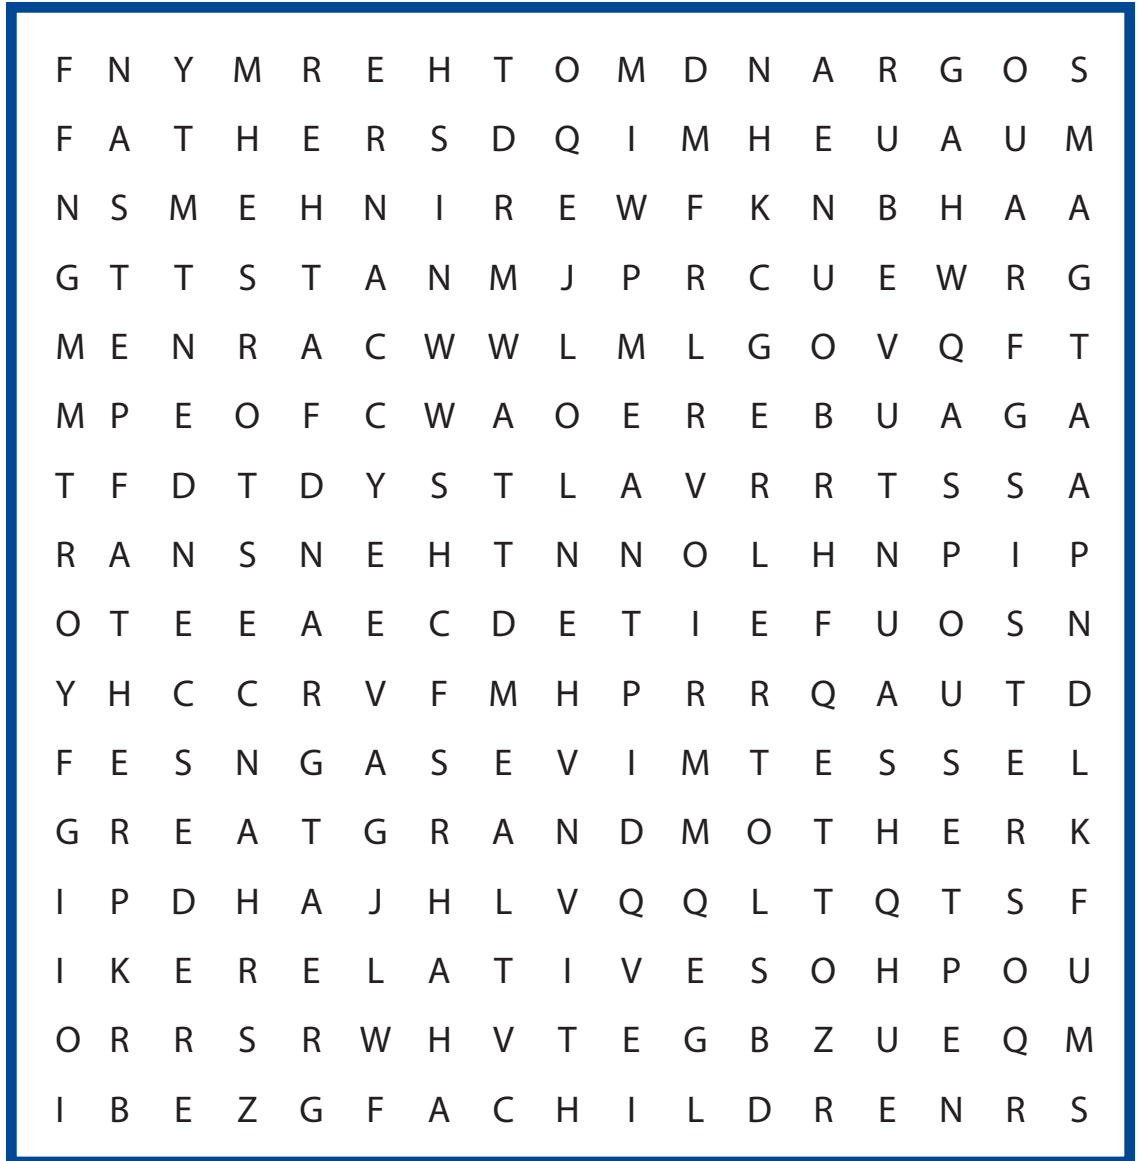 F N Y M R E H T O M D N A R G O S
F A T H E R S D Q I M H E U A U M
N S M E H N I R E W F K N B H A A
G T T S T A N M J P R C U E W R G
M E N R A C W W L M L G O V Q F T
M P E O F C W A O E R E B U A G A
T F D T D Y S T L A V R R T S S A
R A N S N E H T N N O L H N P I P
O T E E A E C D E T I E F U O S N
Y H C C R V F M H P R R Q A U T D
F E S N G A S E V I M T E S S E L
G R E A T G R A N D M O T H E R K
I P D H A J H L V Q Q L T Q T S F
I K E R E L A T I V E S O H P O U
O R R S R W H V T E G B Z U E Q M
I B E Z G F A C H I L D R E N R S